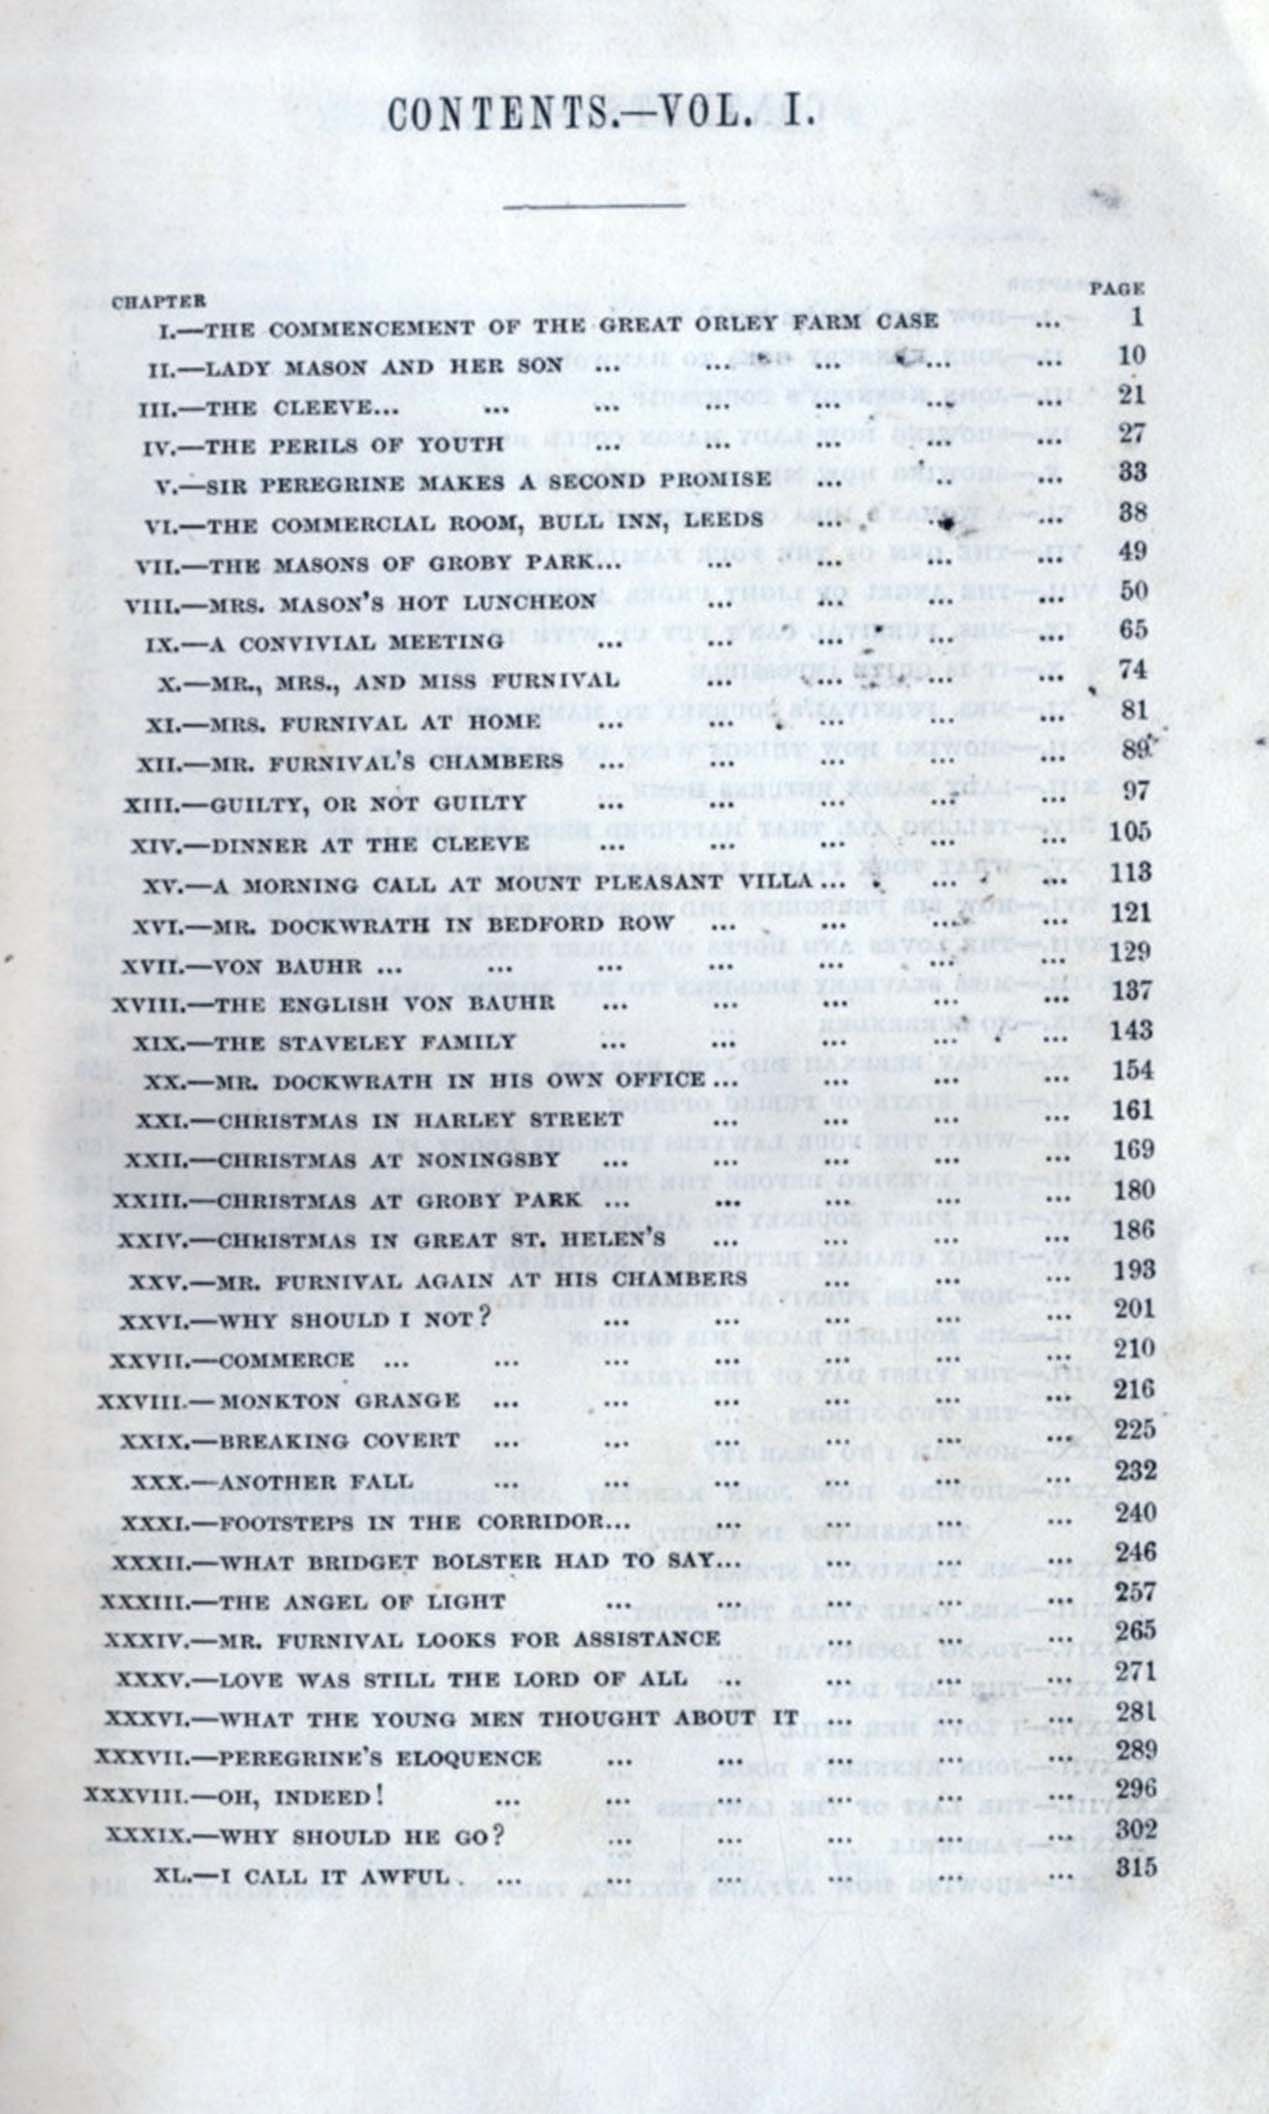 CONTENTS.—VOL. I.
CHAPTER PAGE
I.—THE COMMENCEMENT OF THE GREAT ORLEY FARM CASE ... 1
II.—LADY MASON AND HER SON ... ... ... ... ... 10
III.—THE CLEEVE... ... ... ... ... ... ... 21
IV.—THE PERILS OF YOUTH ... ... ... ... ... 27
V.—SIR PEREGRINE MAKES A SECOND PROMISE ... .. ... 33
VI.—THE COMMERCIAL ROOM, BULL INN, LEEDS ... ... ... 38
VII.—THE MASONS OF GROBY PARK... ... ... ... ... 49
VIII.—MRS. MASON'S HOT LUNCHEON ... ... ... ... 50
IX.—A CONVIVIAL MEETING ... ... ... ... ... 65
X.—MR., MRS., AND MISS FURNIVAL ... ... ... ... 74
XI.—MRS. FURNIVAL AT HOME ... ... ... ... ... 81
XII.—MR. FURNIVAL'S CHAMBERS ... ... ... ... ... 89
XIII.—GUILTY, OR NOT GUILTY ... ... ... ... ... 97
XIV.—DINNER AT THE CLEEVE ... ... ... ... ... 105
XV.—A MORNING CALL AT MOUNT PLEASANT VILLA... ... ... 113
XVI.—MR. DOCKWRATH IN BEDFORD ROW ... ... ... ... 121
XVII.—VON BAUHR ... ... ... ... ... ... ... 129
XVIII.—THE ENGLISH VON BAUHR ... ... ... ... ... 137
XIX.—THE STAVELEY FAMILY ... ... ... ... ... 143
XX.—MR. DOCKWRATH IN HIS OWN OFFICE... ... ... ... 154
XXI.—CHRISTMAS IN HARLEY STREET ... ... ... ... 161
XXII.—CHRISTMAS AT NONINGSBY ... ... ... ... ... 169
XXIII.—CHRISTMAS AT GROBY PARK ... ... ... ... ... 180
XXIV.—CHRISTMAS IN GREAT ST. HELEN'S ... ... ... ... 186
XXV.—MR. FURNIVAL AGAIN AT HIS CHAMBERS ... ... ... 193
XXVI.—WHY SHOULD I NOT? ... ... ... ... ... 201
XXVII.—COMMERCE ... ... ... ... ... ... ... 210
XXVIII.—MONKTON GRANGE ... ... ... ... ... ... 216
XXIX.—BREAKING COVERT ... ... ... ... ... ... 225
XXX.—ANOTHER FALL ... ... ... ... ... ... 232
XXXI.—FOOTSTEPS IN THE CORRIDOR... ... ... ... ... 240
XXXII.—WHAT BRIDGET BOLSTER HAD TO SAY... ... ... ... 246
XXXIII.—THE ANGEL OF LIGHT ... ... ... ... ... 257
XXXIV.—MR. FURNIVAL LOOKS FOR ASSISTANCE ... ... ... 265
XXXV.—LOVE WAS STILL THE LORD OF ALL .. ... ... ... 271
XXXVI.—WHAT THE YOUNG MEN THOUGHT ABOUT IT ... ... ... 281
XXXVII.—PEREGRINE'S ELOQUENCE ... ... ... ... ... 289
XXXVIII.—OH, INDEED! ... ... ... ... ... ... 296
XXXIX.—WHY SHOULD HE GO? ... ... ... ... ... 302
XL.—I CALL IT AWFUL ... ... ... ... ... ... 315